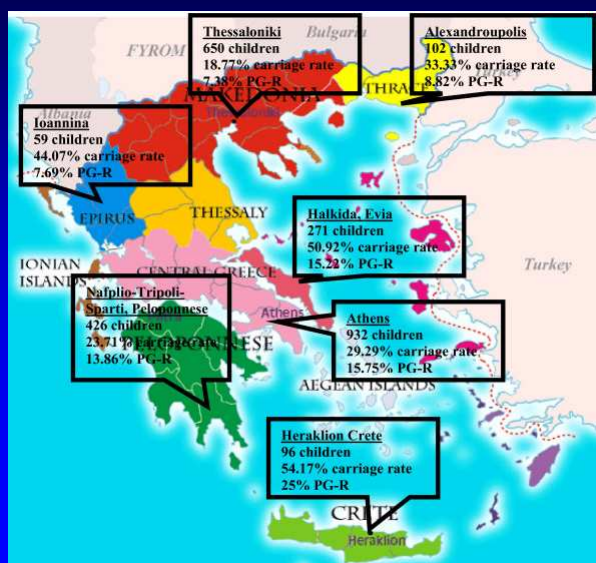 Thessaloniki
650 children
18.77% carriage rate
7.38% PG-R
Alexandroupolis
102 children
33.33% carriage rate
8.82% PG-R
Ioannina
59 children
44.07% carriage rate
7.69% PG-R
Halkida, Evia
271 children
50.92% carriage rate
15.22% PG-R
Nafplio-Tripoli-
Sparti, Peloponnese
426 children
23.71% carriage rate
13.86% PG-R
Athens
932 children
29.29% carriage rate
15.75% PG-R
Heraklion Crete
96 children
54.17% carriage rate
25% PG-R
FYROM
Bulgaria
Turkey
Albania
MAKEDONIA
THRACE
EPIRUS
THESSALY
IONIAN
ISLANDS
CENTRAL GREECE
Turkey
Athens
AEGEAN ISLANDS
CRETE
Heraklion